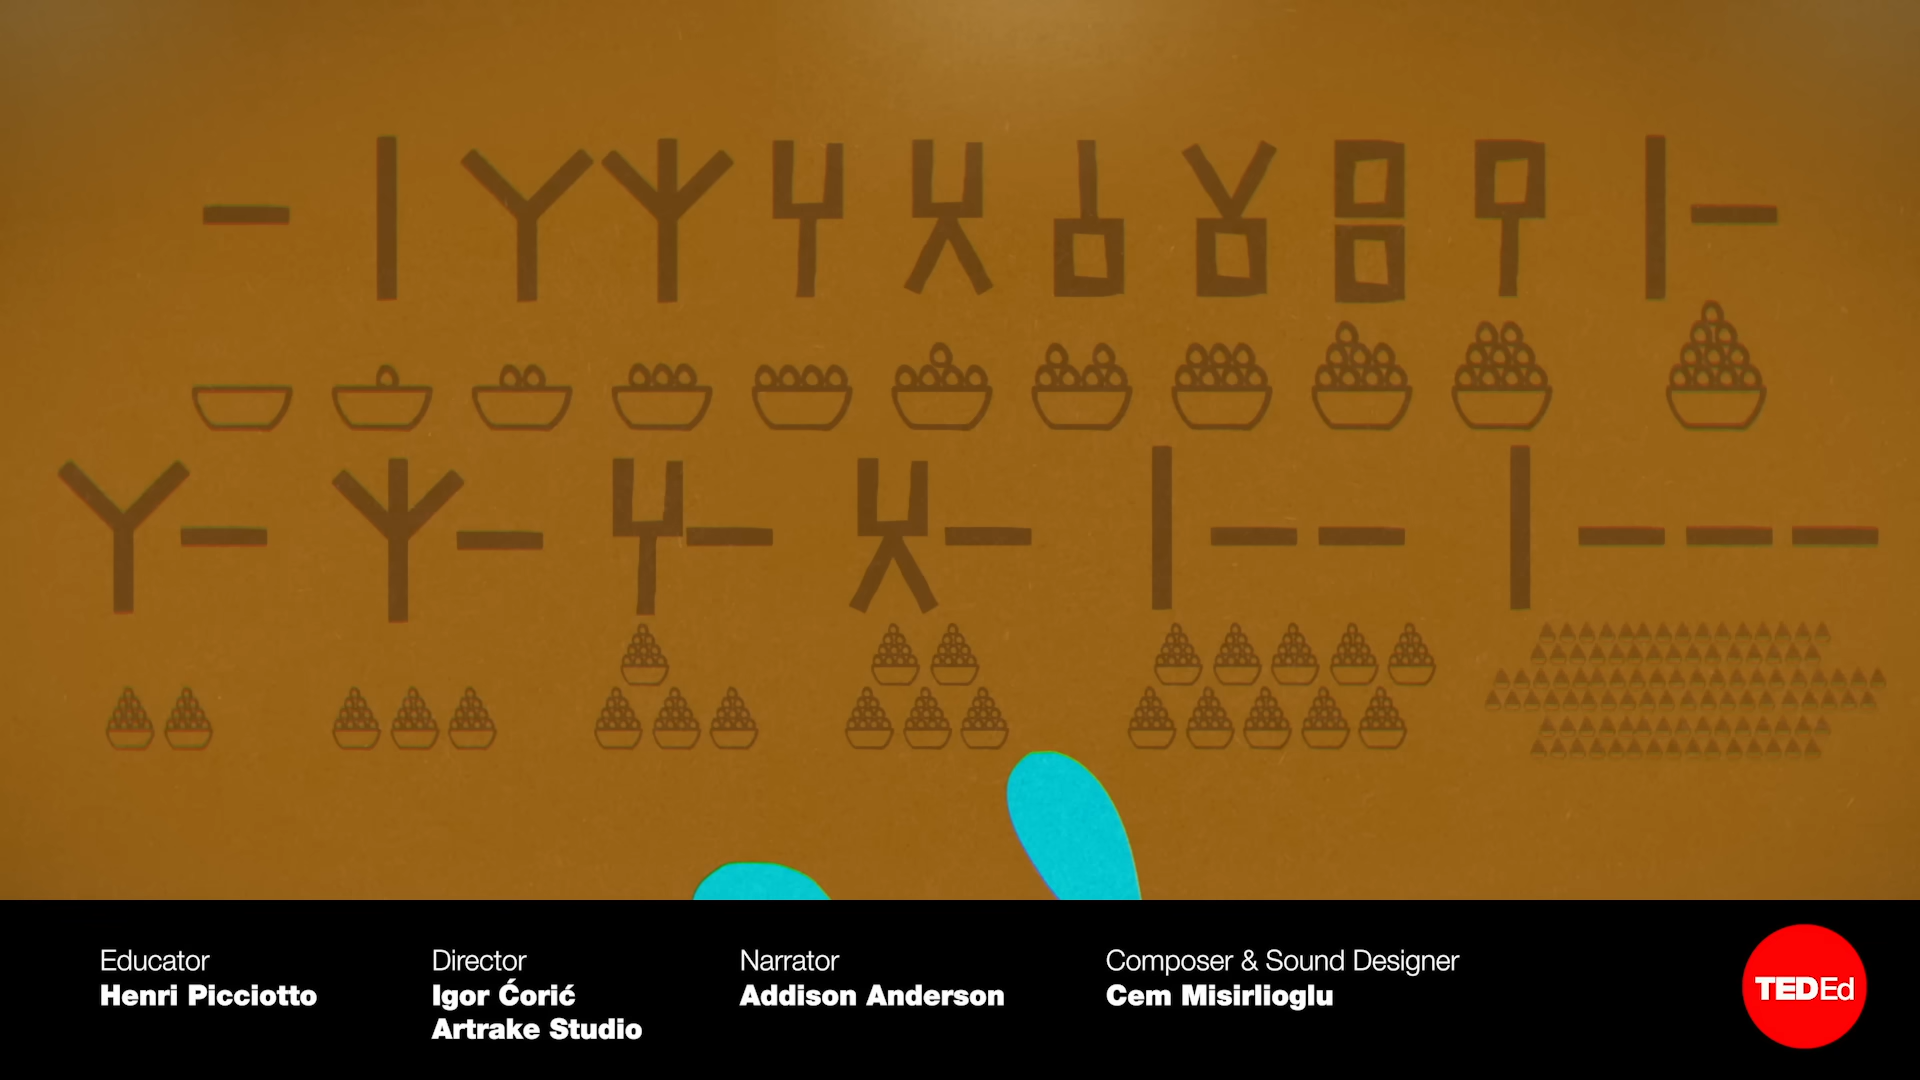 Educator
Henri Picciotto
Director
Igor Ćorić
Artrake Studio
Narrator
Addison Anderson
Composer & Sound Designer
Cem Misirlioglu
TEDEd